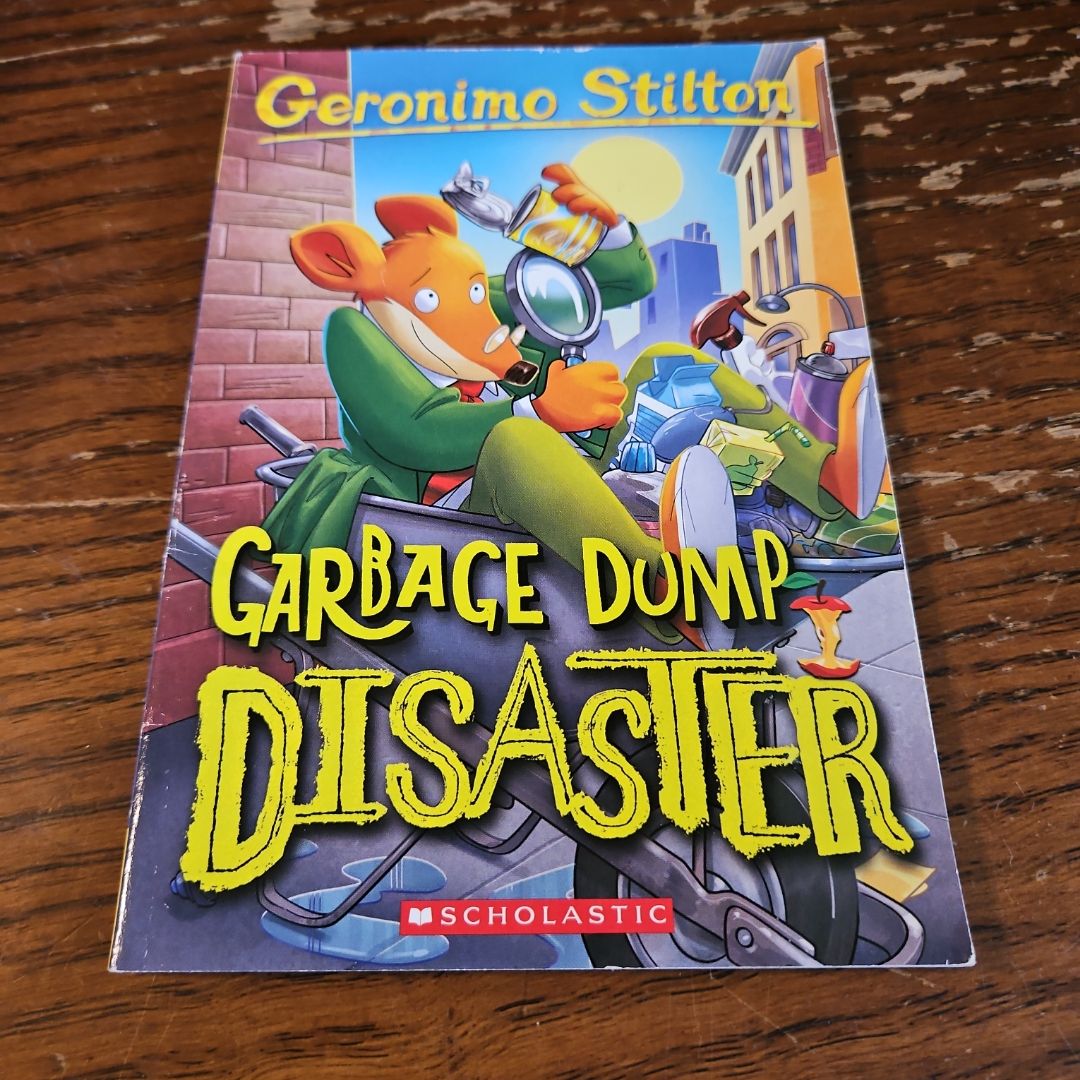 Geronimo Stilton
GARBAGE DUMP
DISASTER
SCHOLASTIC